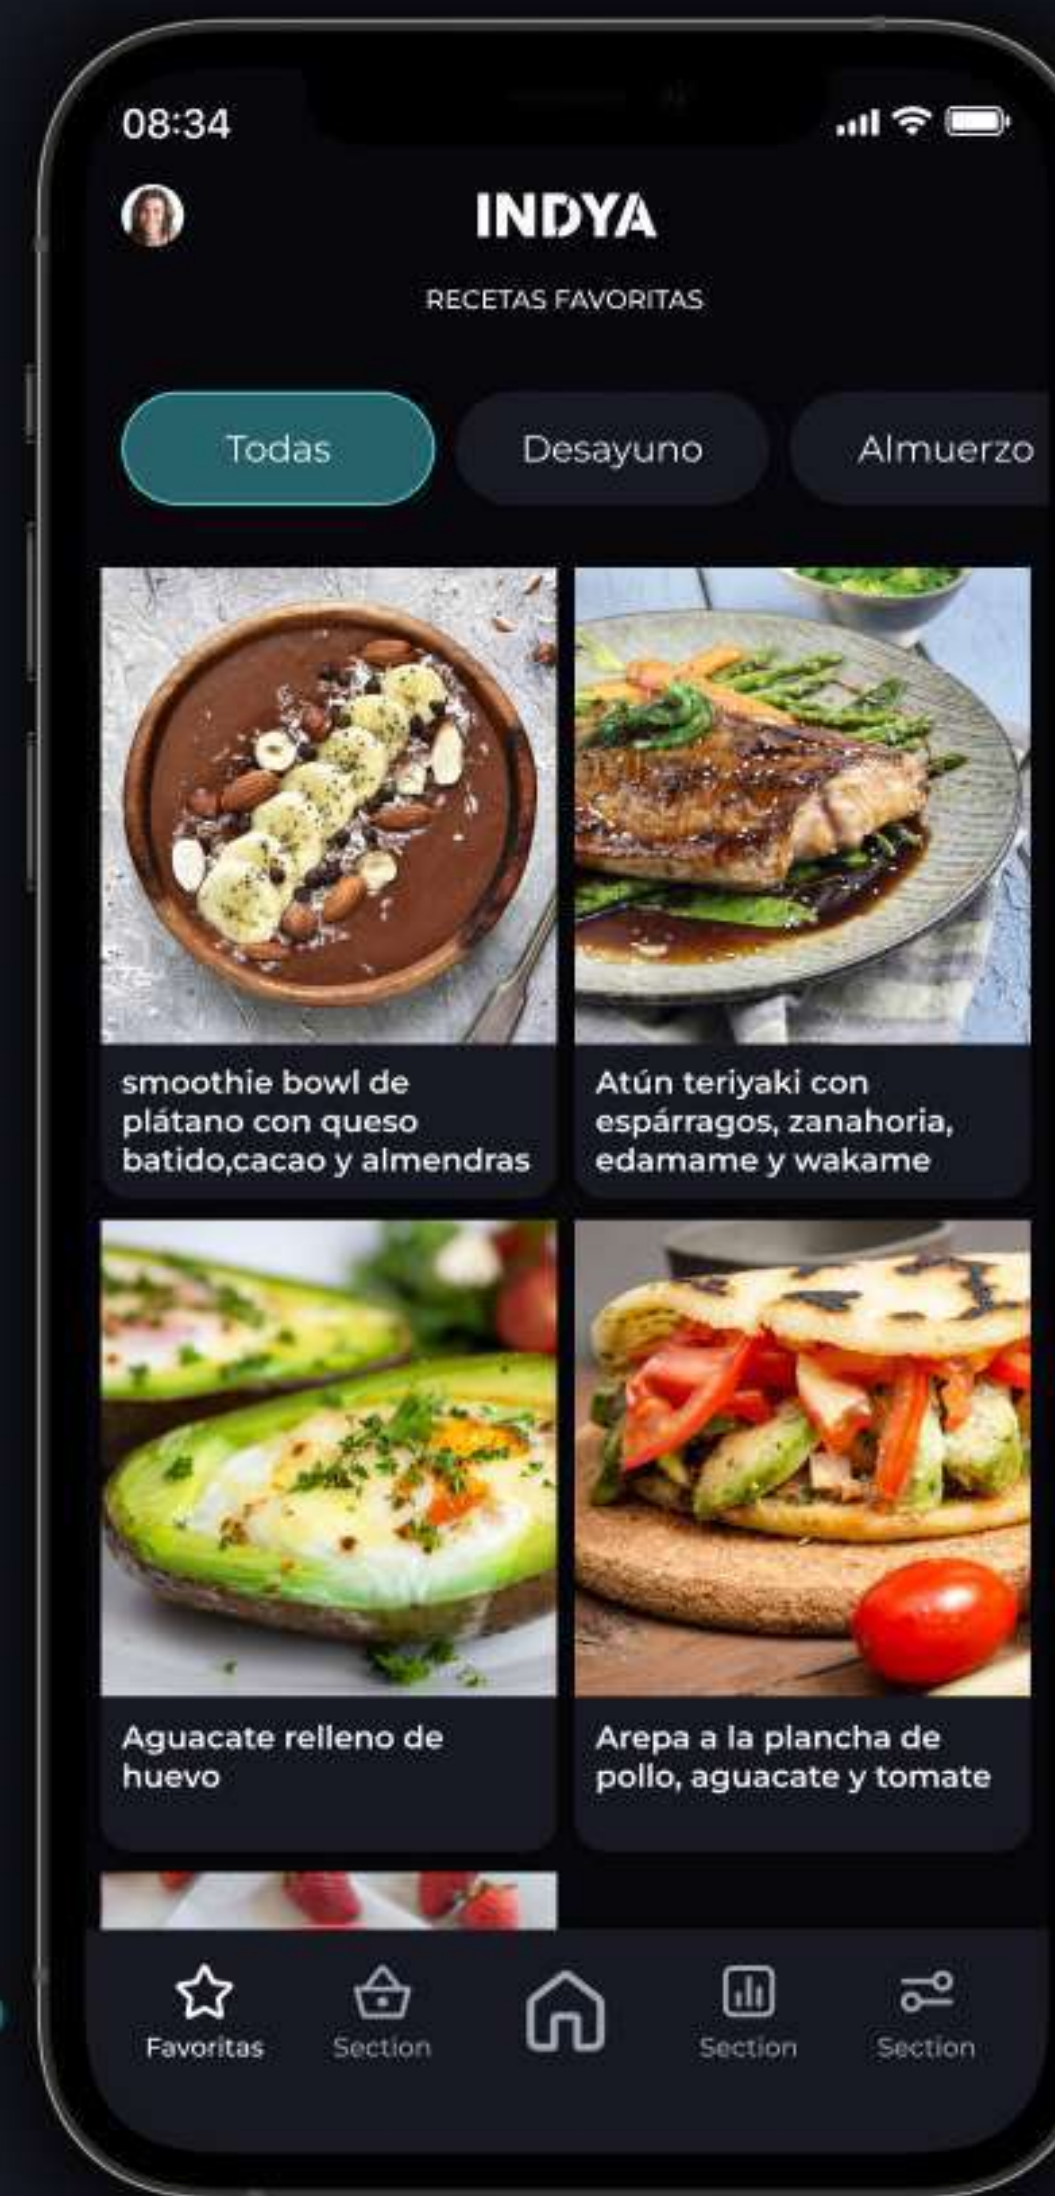 08:34
INDYA
RECETAS FAVORITAS
Todas
Desayuno
Almuerzo
smoothie bowl de
plátano con queso
batido,cacao y almendras
Atún teriyaki con
espárragos, zanahoria,
edamame y wakame
Aguacate relleno de
huevo
Arepa a la plancha de
pollo, aguacate y tomate
Favoritas
Section
Section
Section